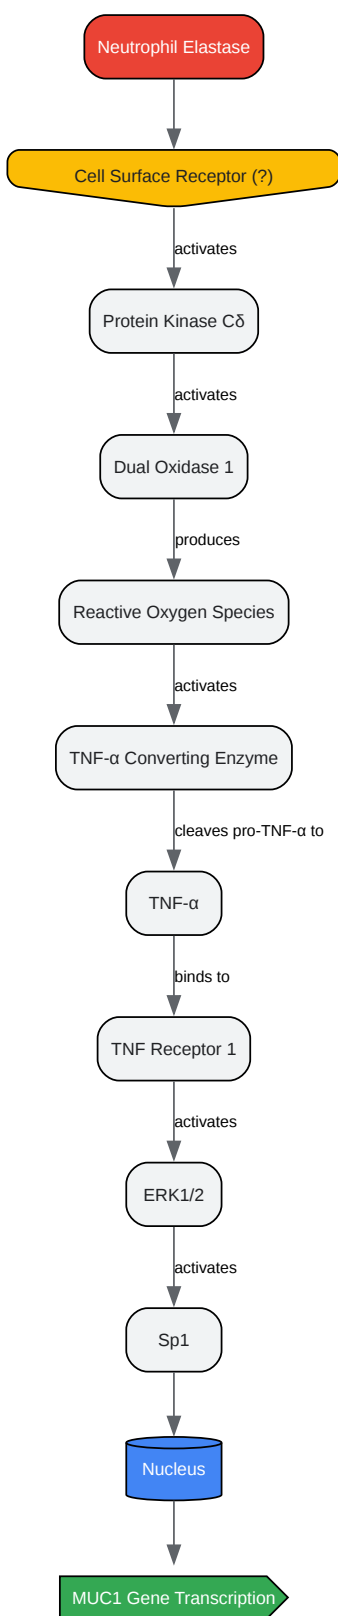 Neutrophil Elastase
Cell Surface Receptor (?)
activates
Protein Kinase Cδ
activates
Dual Oxidase 1
produces
Reactive Oxygen Species
activates
TNF-α Converting Enzyme
cleaves pro-TNF-α to
TNF-α
binds to
TNF Receptor 1
activates
ERK1/2
activates
Sp1
Nucleus
MUC1 Gene Transcription